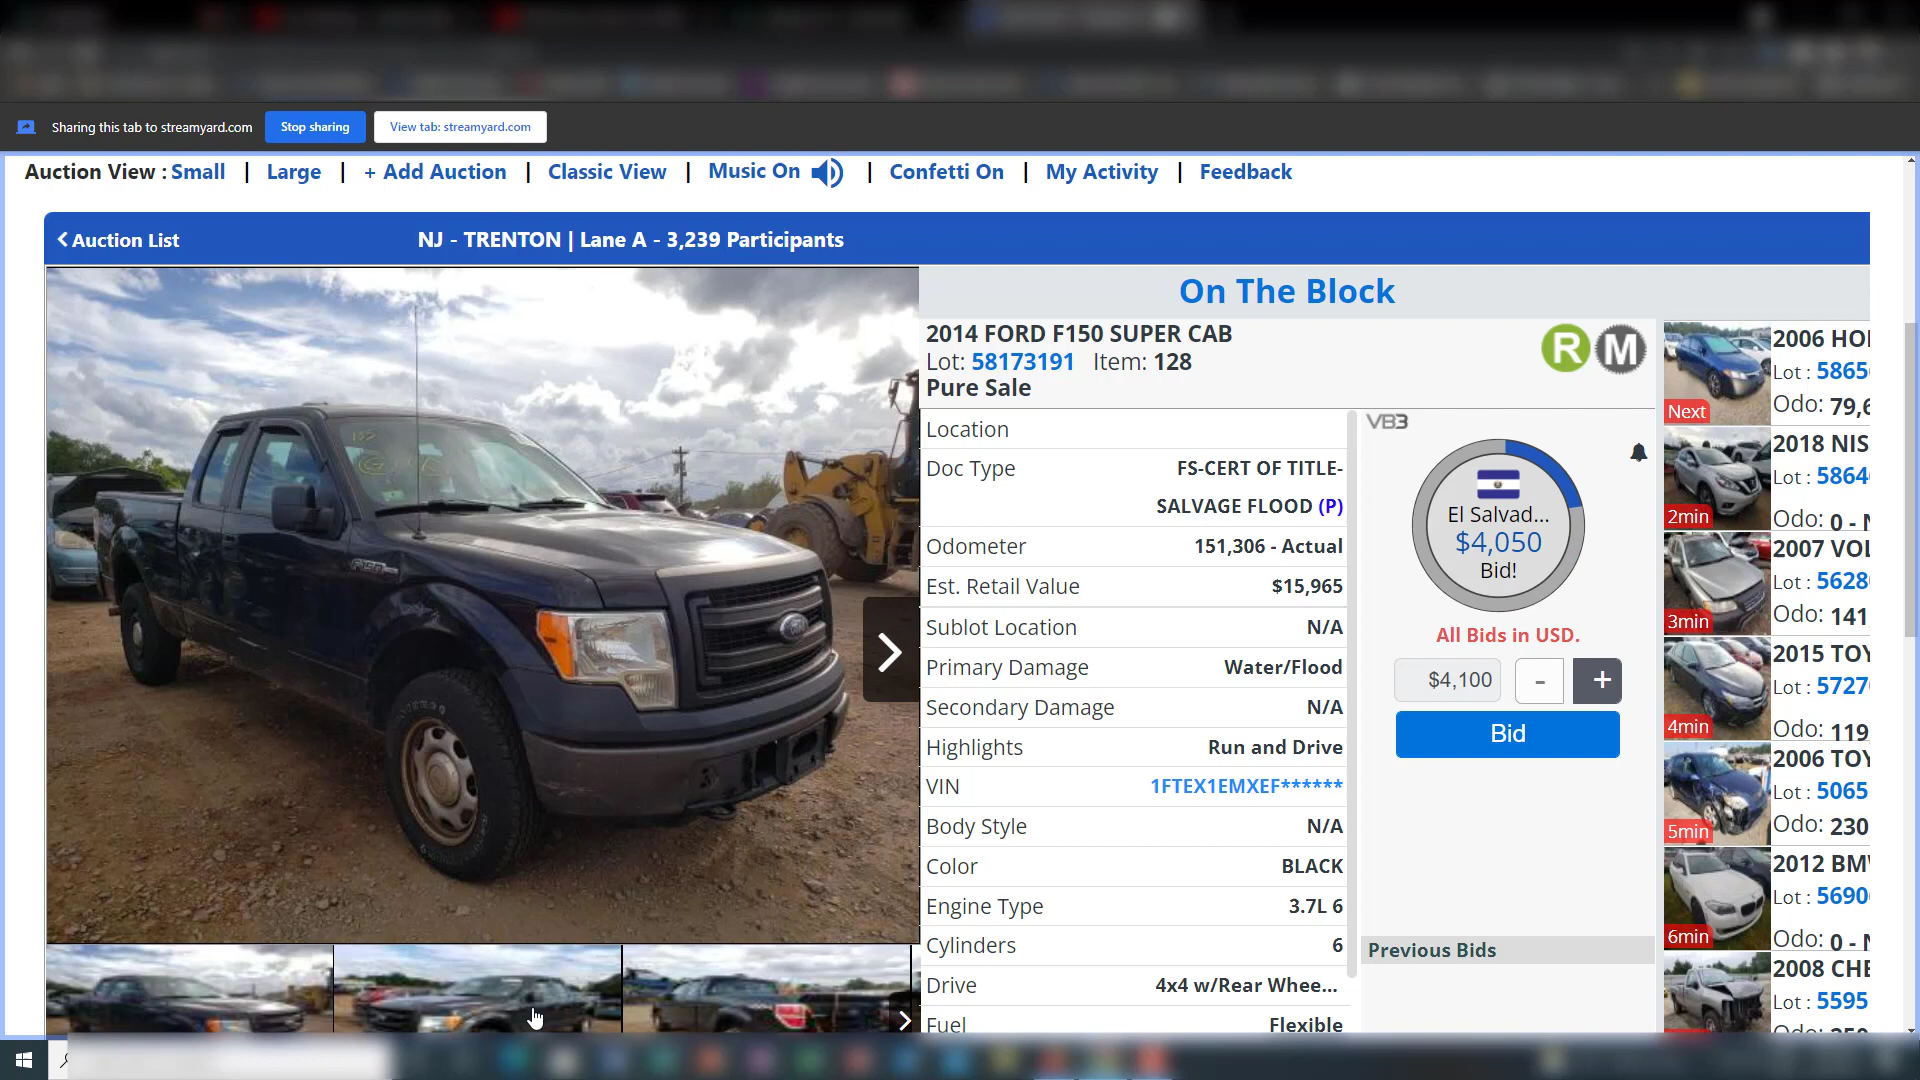 Sharing this tab to streamyard.com
Stop sharing
View tab: streamyard.com
Auction View : Small | Large | + Add Auction | Classic View | Music On | Confetti On | My Activity | Feedback
Auction List
NJ - TRENTON | Lane A - 3,239 Participants
On The Block
2014 FORD F150 SUPER CAB
Lot: 58173191 Item: 128
Pure Sale
R M
Location
Doc Type FS-CERT OF TITLE-
SALVAGE FLOOD (P)
Odometer 151,306 - Actual
Est. Retail Value $15,965
Sublot Location N/A
Primary Damage Water/Flood
Secondary Damage N/A
Highlights Run and Drive
VIN 1FTEX1EMXEF******
Body Style N/A
Color BLACK
Engine Type 3.7L 6
Cylinders 6
Drive 4x4 w/Rear Whee...
Fuel Flexible
VB3
El Salvad...
$4,050
Bid!
All Bids in USD.
$4,100 - +
Bid
Previous Bids
2006 HO
Lot : 5865
Odo: 79,6
Next
2018 NIS
Lot : 5864
Odo: 0 - N
2min
2007 VOL
Lot : 5628
Odo: 141
3min
2015 TOY
Lot : 5727
Odo: 119
4min
2006 TOY
Lot : 5065
Odo: 230
5min
2012 BM
Lot : 5690
Odo: 0 - N
6min
2008 CHE
Lot : 5595